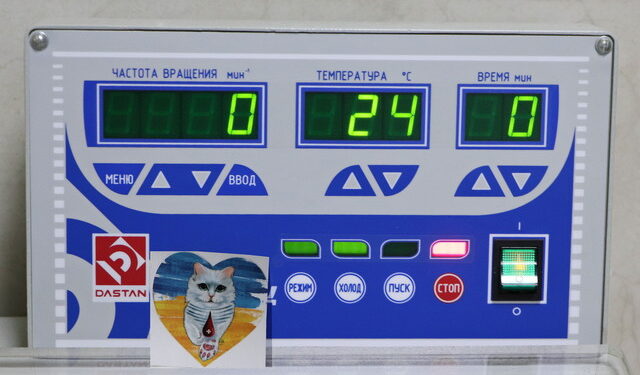 ЧАСТОТА ВРАЩЕНИЯ мин⁻¹
ТЕМПЕРАТУРА °С
ВРЕМЯ мин
0
24
0
МЕНЮ
ВВОД
DASTAN
РЕЖИМ
ХОЛОД
ПУСК
СТОП
I
O